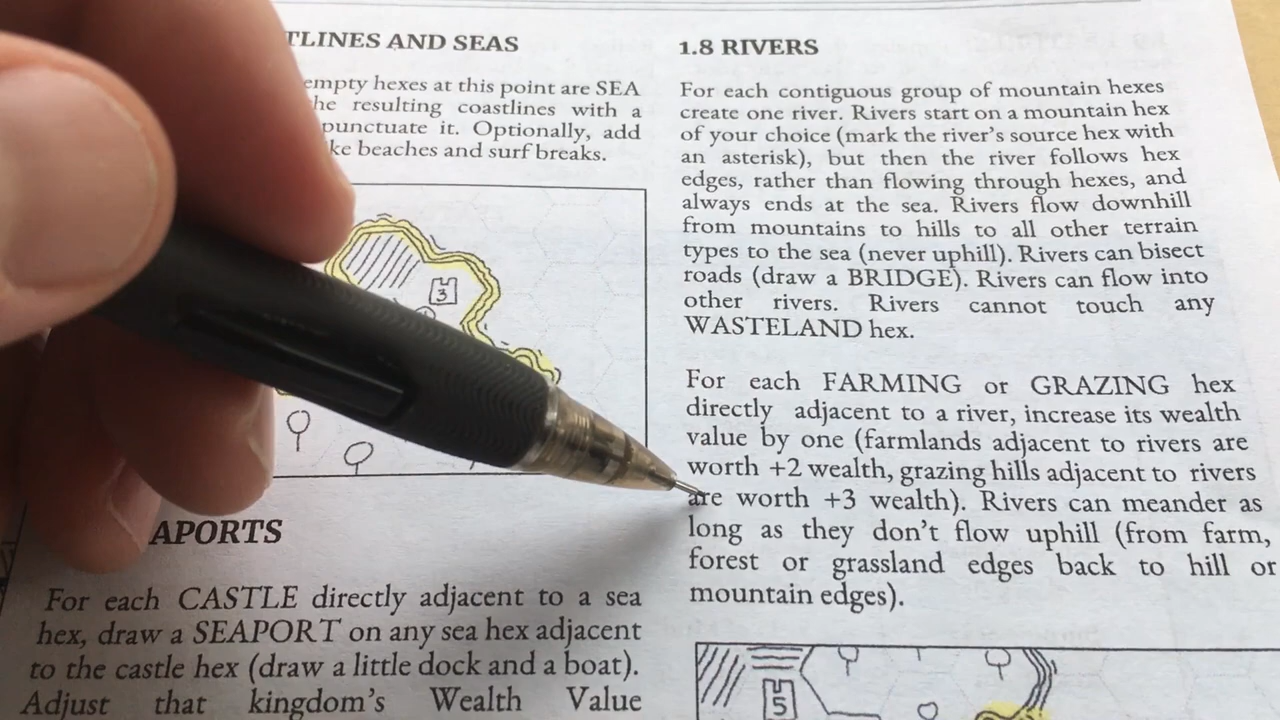 TLINES AND SEAS
empty hexes at this point are SEA
he resulting coastlines with a
punctuate it. Optionally, add
ke beaches and surf breaks.
3
APORTS
For each CASTLE directly adjacent to a sea
hex, draw a SEAPORT on any sea hex adjacent
to the castle hex (draw a little dock and a boat).
Adjust that kingdom's Wealth Value
1.8 RIVERS
For each contiguous group of mountain hexes
create one river. Rivers start on a mountain hex
of your choice (mark the river's source hex with
an asterisk), but then the river follows hex
edges, rather than flowing through hexes, and
always ends at the sea. Rivers flow downhill
from mountains to hills to all other terrain
types to the sea (never uphill). Rivers can bisect
roads (draw a BRIDGE). Rivers can flow into
other rivers. Rivers cannot touch any
WASTELAND hex.
For each FARMING or GRAZING hex
directly adjacent to a river, increase its wealth
value by one (farmlands adjacent to rivers are
worth +2 wealth, grazing hills adjacent to rivers
are worth +3 wealth). Rivers can meander as
long as they don't flow uphill (from farm,
forest or grassland edges back to hill or
mountain edges).
5